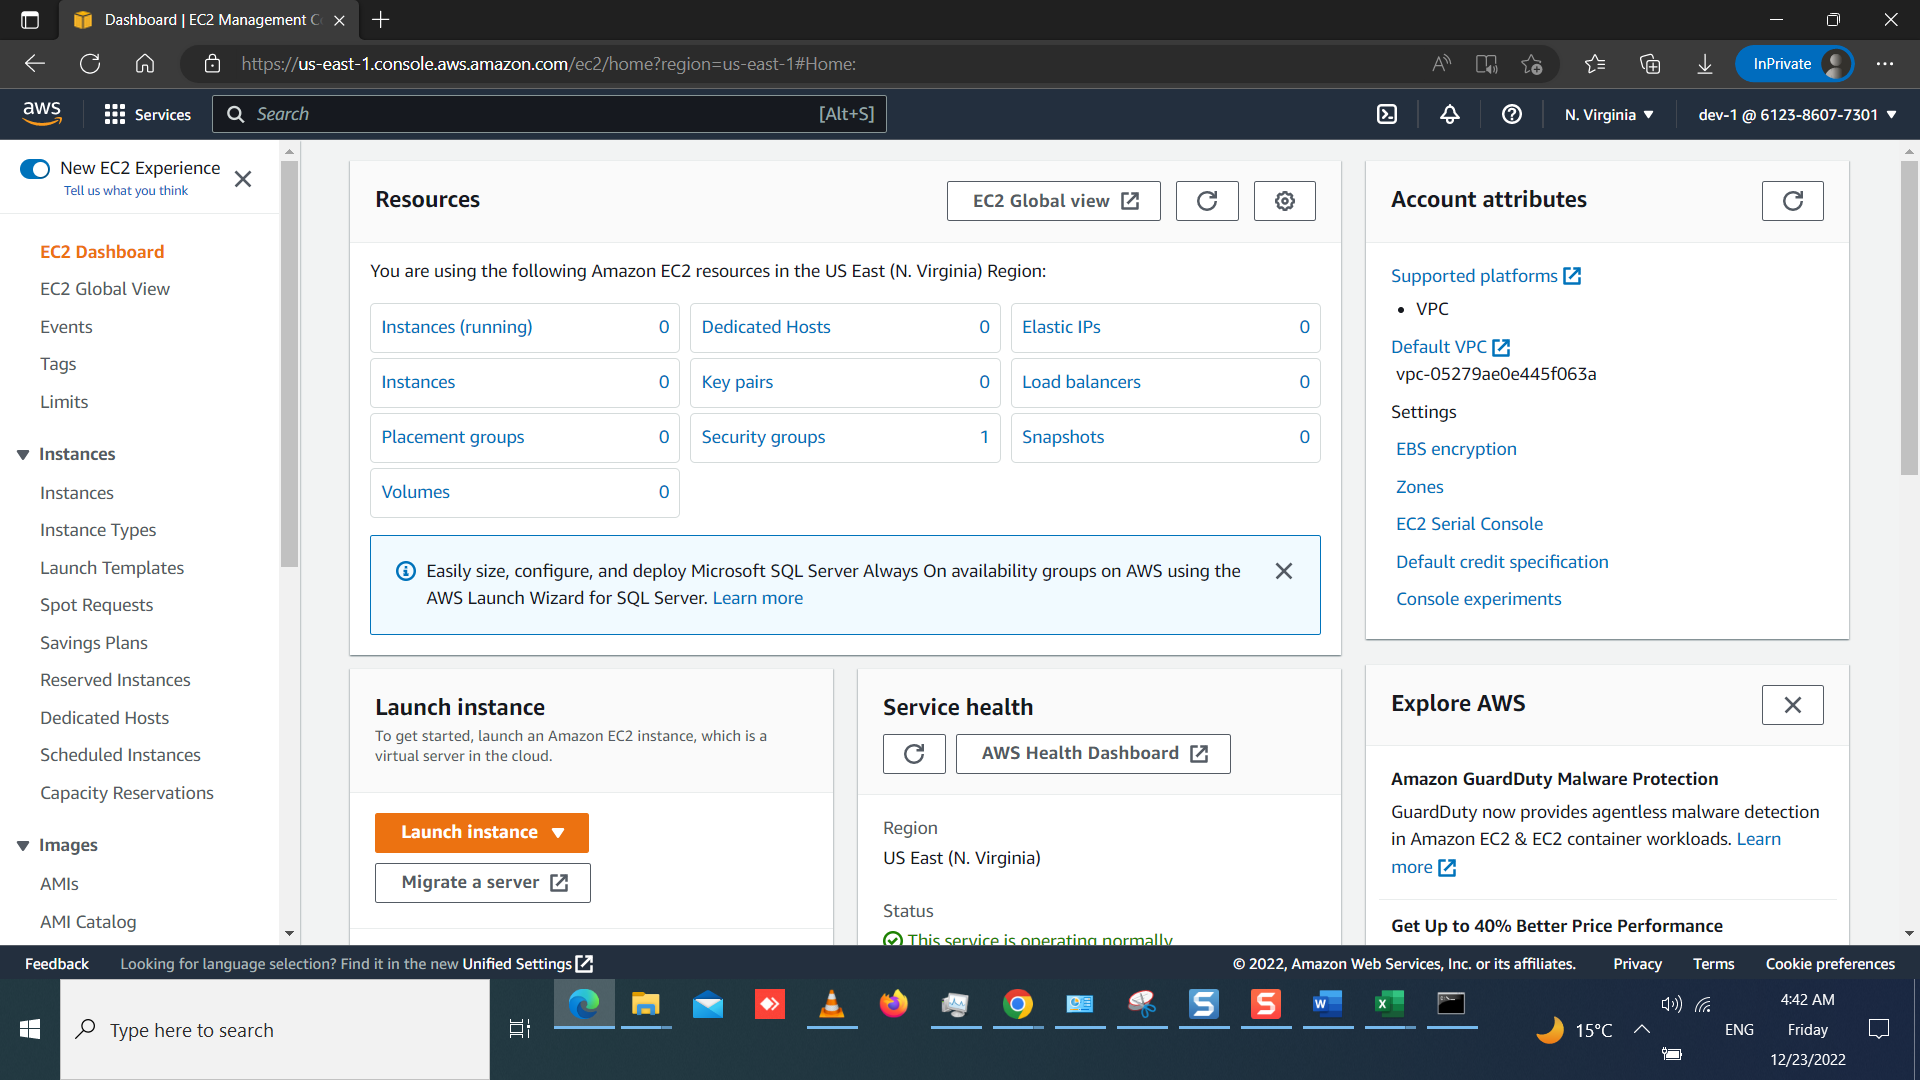 Dashboard | EC2 Management C
https://us-east-1.console.aws.amazon.com/ec2/home?region=us-east-1#Home:
InPrivate
aws
Services
Search
[Alt+S]
N. Virginia
dev-1 @ 6123-8607-7301
New EC2 Experience
Tell us what you think
EC2 Dashboard
EC2 Global View
Events
Tags
Limits
Instances
Instances
Instance Types
Launch Templates
Spot Requests
Savings Plans
Reserved Instances
Dedicated Hosts
Scheduled Instances
Capacity Reservations
Images
AMIs
AMI Catalog
Resources
EC2 Global view
You are using the following Amazon EC2 resources in the US East (N. Virginia) Region:
Instances (running) 0
Dedicated Hosts 0
Elastic IPs 0
Instances 0
Key pairs 0
Load balancers 0
Placement groups 0
Security groups 1
Snapshots 0
Volumes 0
Easily size, configure, and deploy Microsoft SQL Server Always On availability groups on AWS using the
AWS Launch Wizard for SQL Server. Learn more
Launch instance
To get started, launch an Amazon EC2 instance, which is a
virtual server in the cloud.
Launch instance
Migrate a server
Service health
AWS Health Dashboard
Region
US East (N. Virginia)
Status
This service is operating normally
Account attributes
Supported platforms
• VPC
Default VPC
vpc-05279ae0e445f063a
Settings
EBS encryption
Zones
EC2 Serial Console
Default credit specification
Console experiments
Explore AWS
Amazon GuardDuty Malware Protection
GuardDuty now provides agentless malware detection
in Amazon EC2 & EC2 container workloads. Learn
more
Get Up to 40% Better Price Performance
Feedback
Looking for language selection? Find it in the new Unified Settings
© 2022, Amazon Web Services, Inc. or its affiliates.
Privacy
Terms
Cookie preferences
Type here to search
15°C
ENG
4:42 AM
Friday
12/23/2022